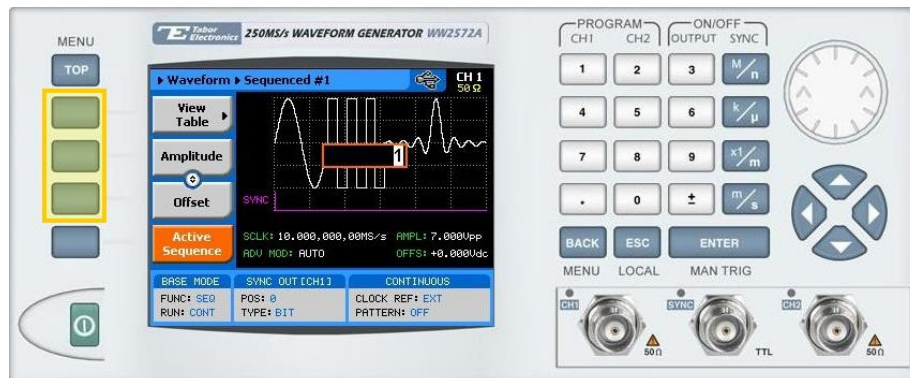 MENU
TOP
Tabor Electronics 250MS/s WAVEFORM GENERATOR WW2572A
Waveform Sequenced #1
CH 1
50 Ω
View Table
Amplitude
Offset
Active Sequence
1
SYNC
SCLK: 10.000,000,00MS/s AMPL: 7.000Vpp
ADV MOD: AUTO OFFS: +0.000Vdc
BASE MODE
FUNC: SEQ
RUN: CONT
SYNC OUT [CH1]
POS: 0
TYPE: BIT
CONTINUOUS
CLOCK REF: EXT
PATTERN: OFF
PROGRAM ON/OFF
CH1 CH2 OUTPUT SYNC
1 2 3 M/n
4 5 6 k/µ
7 8 9 x1/m
. 0 ± m/s
BACK ESC ENTER
MENU LOCAL MAN TRIG
CH1 SYNC CH2
50Ω TTL 50Ω